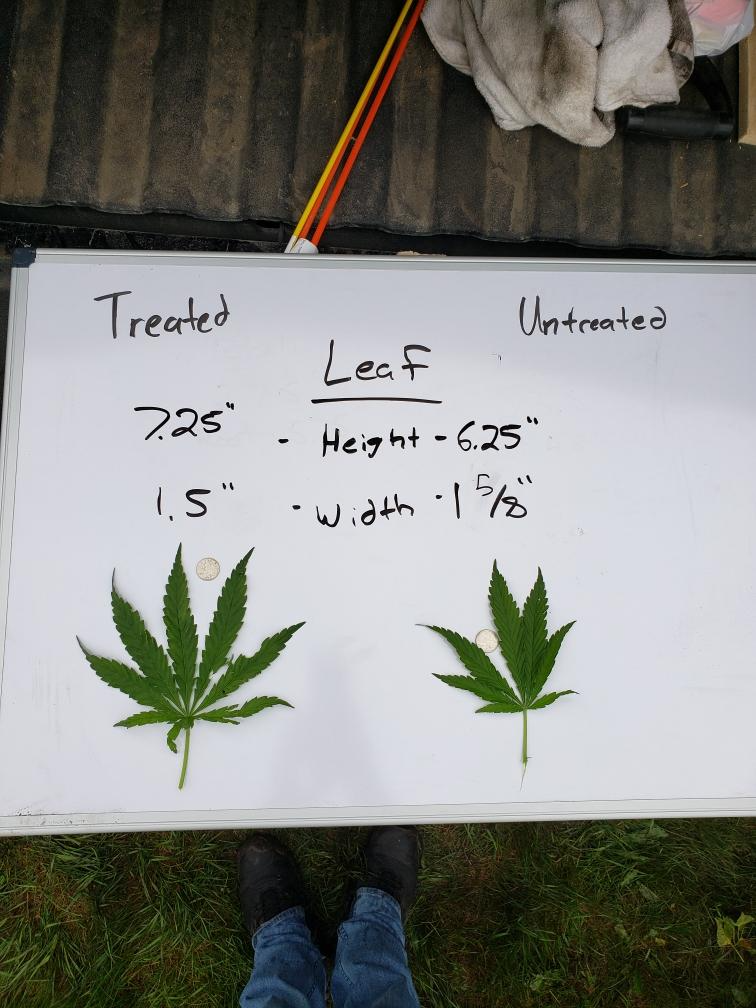 Treated Untreated
Leaf
7.25" - Height - 6.25"
1.5" - Width - 1 5/8"